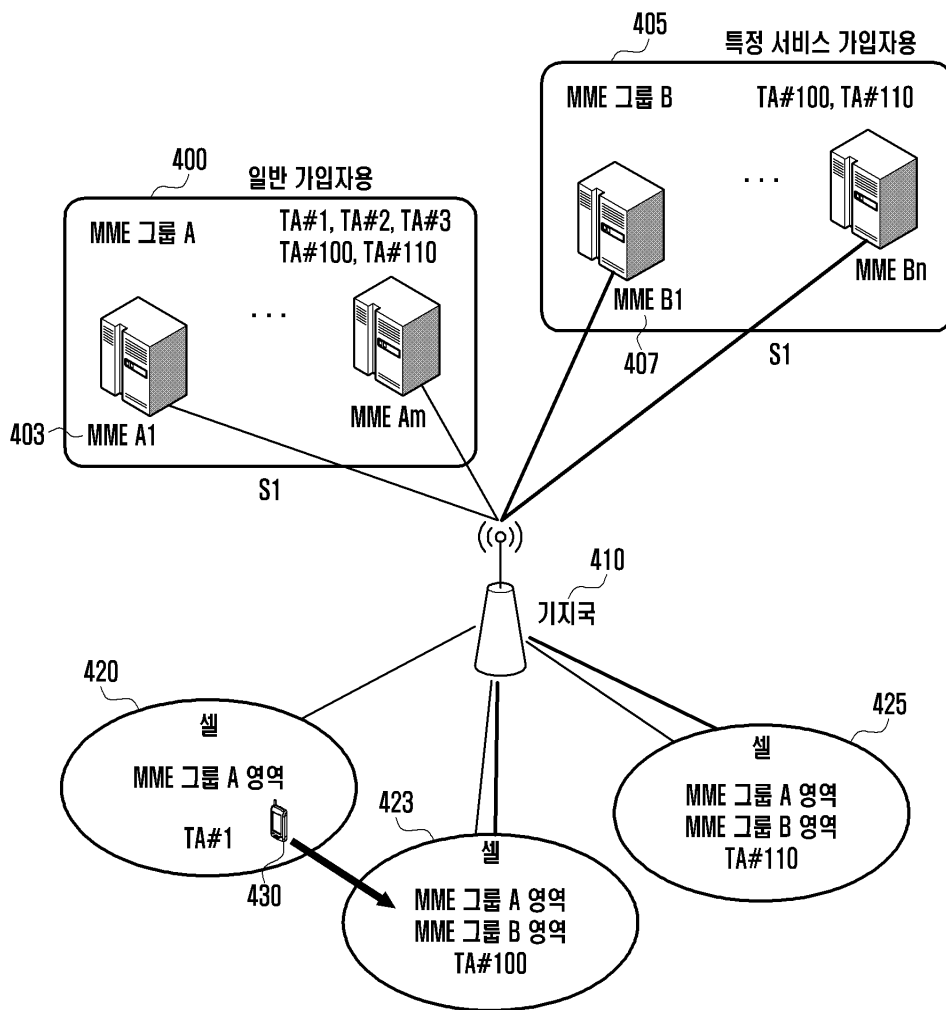 405
특정 서비스 가입자용
MME 그룹 B
TA#100, TA#110
...
MME B1
MME Bn
407
S1
400
일반 가입자용
MME 그룹 A
TA#1, TA#2, TA#3
TA#100, TA#110
...
MME Am
403
MME A1
S1
410
기지국
420
셀
MME 그룹 A 영역
TA#1
430
423
셀
MME 그룹 A 영역
MME 그룹 B 영역
TA#100
425
셀
MME 그룹 A 영역
MME 그룹 B 영역
TA#110